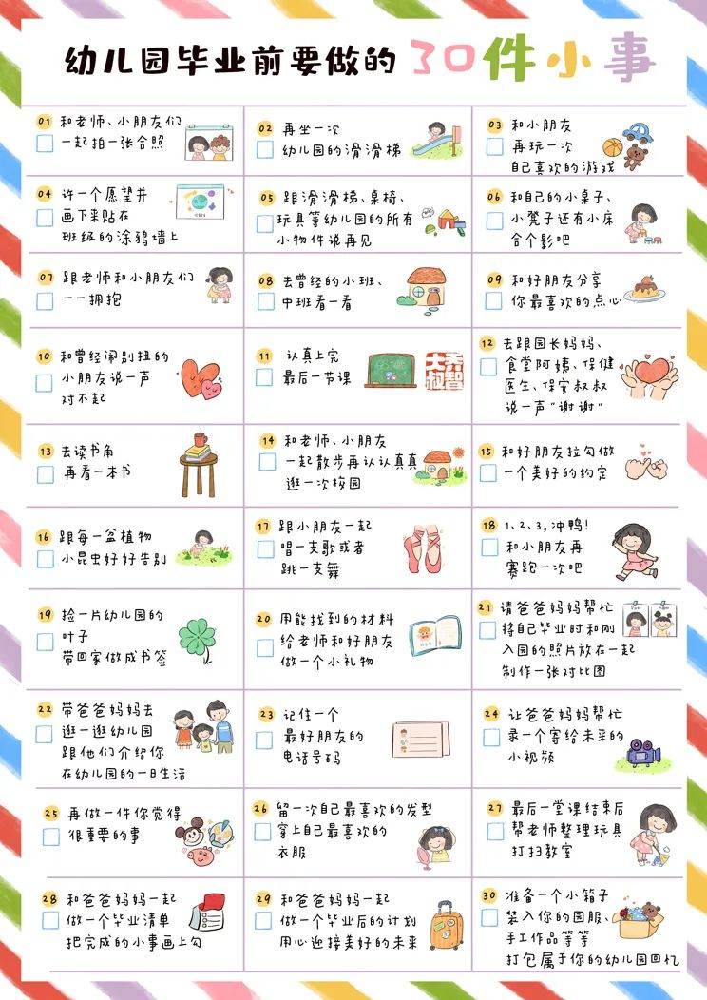 幼儿园毕业前要做的30件小事
01 和老师、小朋友们
一起拍一张合照
02 再坐一次
幼儿园的滑滑梯
03 和小朋友
再玩一次
自己喜欢的游戏
04 许一个愿望并
画下来贴在
班级的涂鸦墙上
05 跟滑滑梯、桌椅、
玩具等幼儿园的所有
小物件说再见
06 和自己的小桌子、
小凳子还有小床
合个影吧
07 跟老师和小朋友们
一一拥抱
08 去曾经的小班、
中班看一看
09 和好朋友分享
你最喜欢的点心
10 和曾经闹别扭的
小朋友说一声
对不起
11 认真上完
最后一节课
大乔
叔智
12 去跟园长妈妈、
食堂阿姨、保健
医生、保安叔叔
说一声“谢谢”
13 去读书角
再看一本书
14 和老师、小朋友
一起散步再认认真真
逛一次校园
15 和好朋友拉勾做
一个美好的约定
16 跟每一盆植物
小昆虫好好告别
17 跟小朋友一起
唱一支歌或者
跳一支舞
18 1、2、3,冲鸭!
和小朋友再
赛跑一次吧
19 捡一片幼儿园的
叶子
带回家做成书签
20 用能找到的材料
给老师和好朋友
做一个小礼物
21 请爸爸妈妈帮忙
将自己毕业时和刚
入园的照片放在一起
制作一张对比图
22 带爸爸妈妈去
逛一逛幼儿园
跟他们介绍你
在幼儿园的一日生活
23 记住一个
最好朋友的
电话号码
24 让爸爸妈妈帮忙
录一个寄给未来的
小视频
25 再做一件你觉得
很重要的事
26 留一次自己最喜欢的发型
穿上自己最喜欢的
衣服
27 最后一堂课结束后
帮老师整理玩具
打扫教室
28 和爸爸妈妈一起
做一个毕业清单
把完成的小事画上勾
29 和爸爸妈妈一起
做一个毕业后的计划
用心迎接美好的未来
30 准备一个小箱子
装入你的园服、
手工作品等等
打包属于你的幼儿园回忆